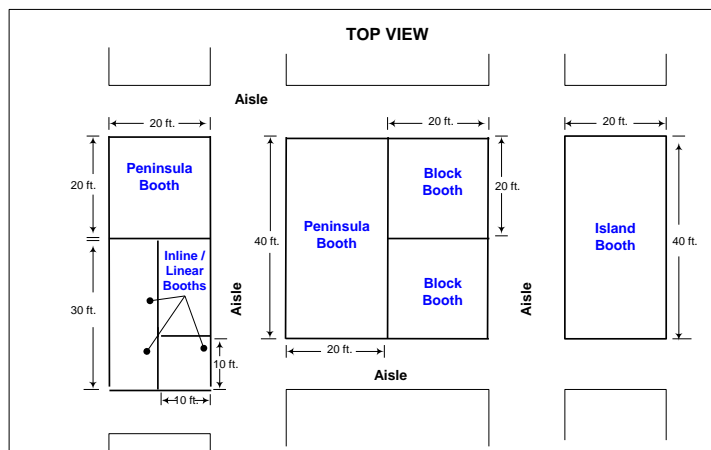 TOP VIEW
Aisle
20 ft.
20 ft.
20 ft.
20 ft.
Peninsula
Booth
Block
Booth
20 ft.
Peninsula
Booth
40 ft.
Island
Booth
40 ft.
Inline /
Linear
Booths
30 ft.
Aisle
Block
Booth
Aisle
10 ft.
20 ft.
10 ft.
Aisle